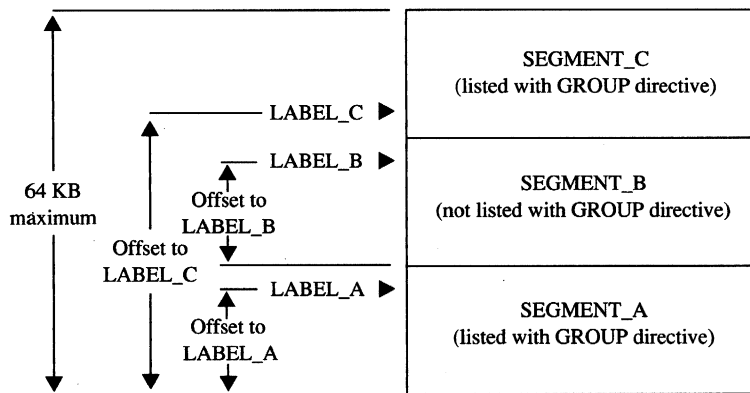 SEGMENT_C
(listed with GROUP directive)
LABEL_C
LABEL_B
64 KB
maximum
Offset to
LABEL_B
SEGMENT_B
(not listed with GROUP directive)
Offset to
LABEL_C
LABEL_A
Offset to
LABEL_A
SEGMENT_A
(listed with GROUP directive)